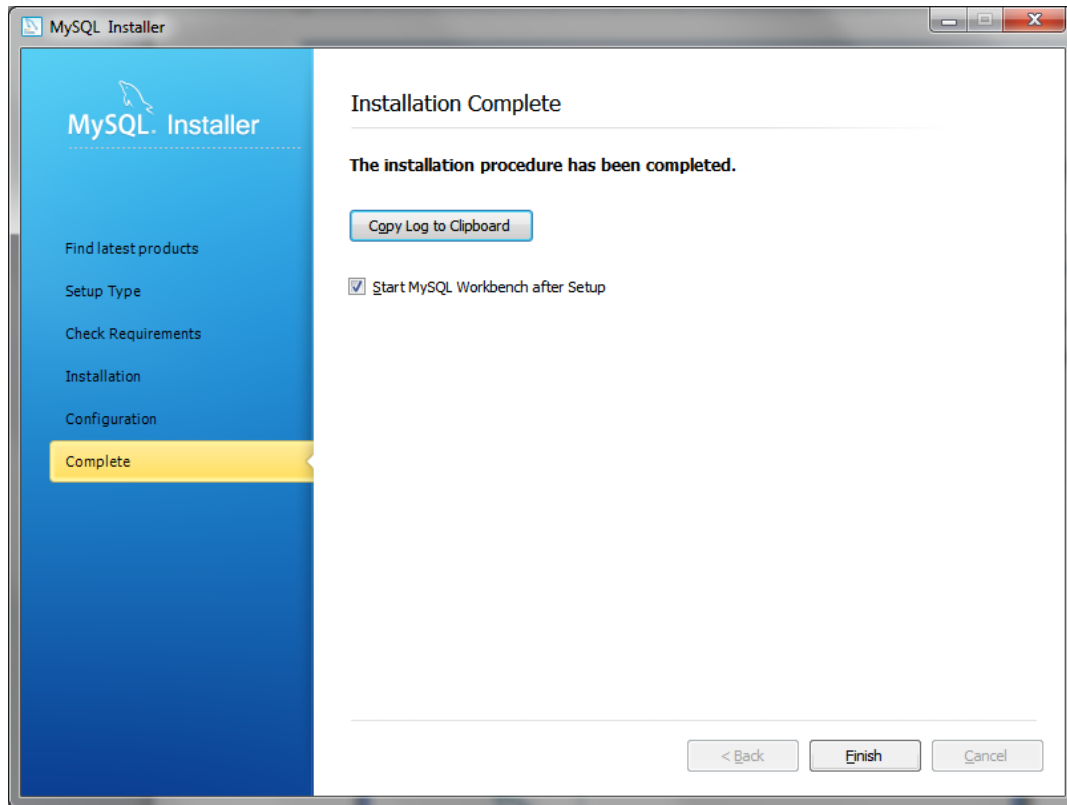 MySQL Installer
MySQL. Installer
Find latest products
Setup Type
Check Requirements
Installation
Configuration
Complete
Installation Complete
The installation procedure has been completed.
Copy Log to Clipboard
Start MySQL Workbench after Setup
< Back
Finish
Cancel